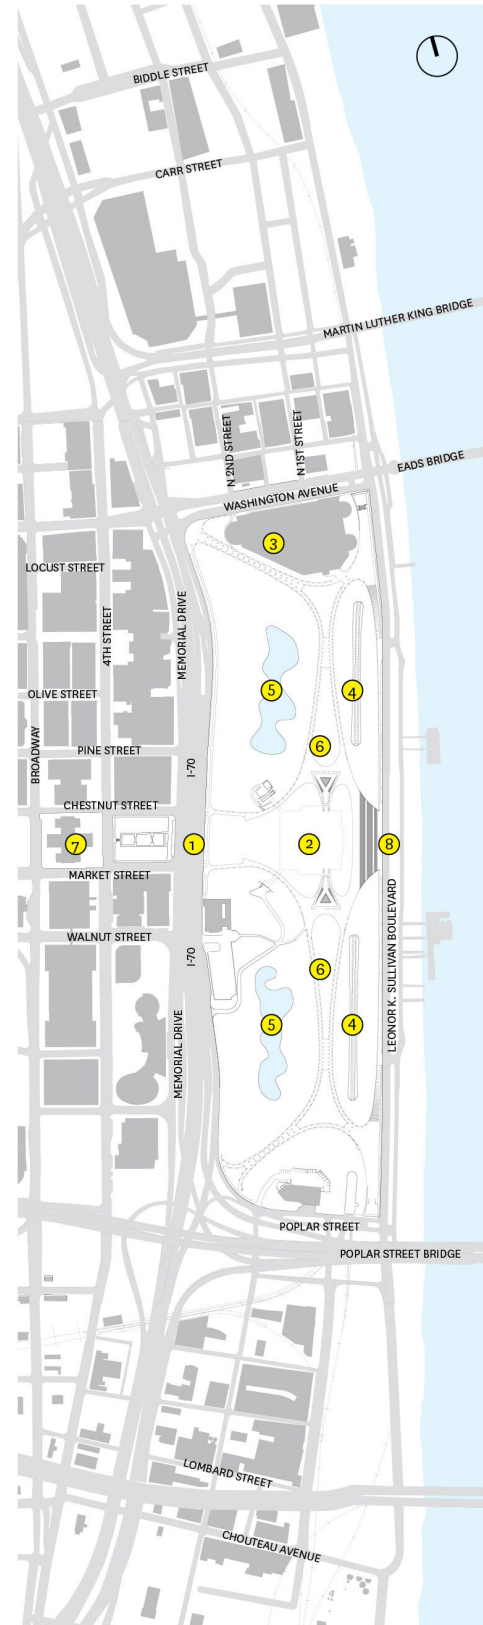 BIDDLE STREET
CARR STREET
MARTIN LUTHER KING BRIDGE
N 2ND STREET
N 1ST STREET
EADS BRIDGE
WASHINGTON AVENUE
3
LOCUST STREET
4TH STREET
MEMORIAL DRIVE
OLIVE STREET
5
4
BROADWAY
PINE STREET
6
I-70
CHESTNUT STREET
7
1
2
8
MARKET STREET
WALNUT STREET
I-70
6
LEONOR K. SULLIVAN BOULEVARD
5
4
MEMORIAL DRIVE
POPLAR STREET
POPLAR STREET BRIDGE
LOMBARD STREET
CHOUTEAU AVENUE